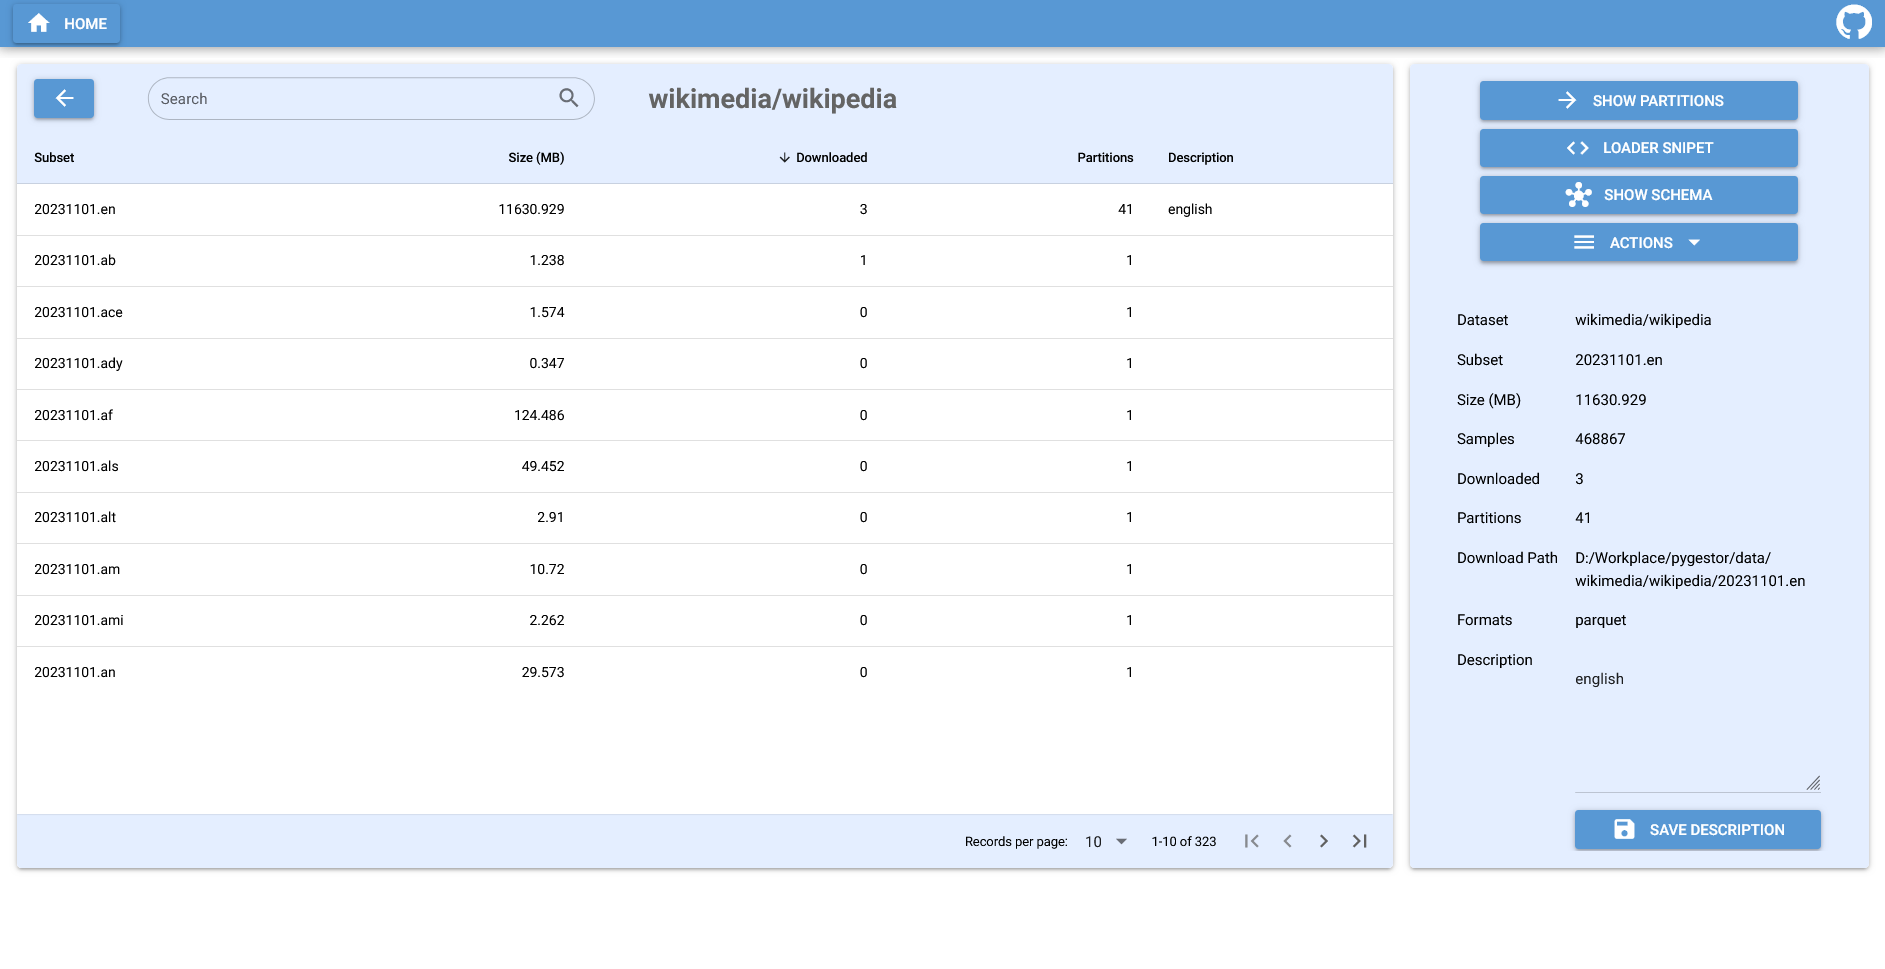 HOME
Search
wikimedia/wikipedia
Subset Size (MB) Downloaded Partitions Description
20231101.en 11630.929 3 41 english
20231101.ab 1.238 1 1
20231101.ace 1.574 0 1
20231101.ady 0.347 0 1
20231101.af 124.486 0 1
20231101.als 49.452 0 1
20231101.alt 2.91 0 1
20231101.am 10.72 0 1
20231101.ami 2.262 0 1
20231101.an 29.573 0 1
Records per page: 10 1-10 of 323
SHOW PARTITIONS
LOADER SNIPET
SHOW SCHEMA
ACTIONS
Dataset wikimedia/wikipedia
Subset 20231101.en
Size (MB) 11630.929
Samples 468867
Downloaded 3
Partitions 41
Download Path D:/Workplace/pygestor/data/
wikimedia/wikipedia/20231101.en
Formats parquet
Description
english
SAVE DESCRIPTION